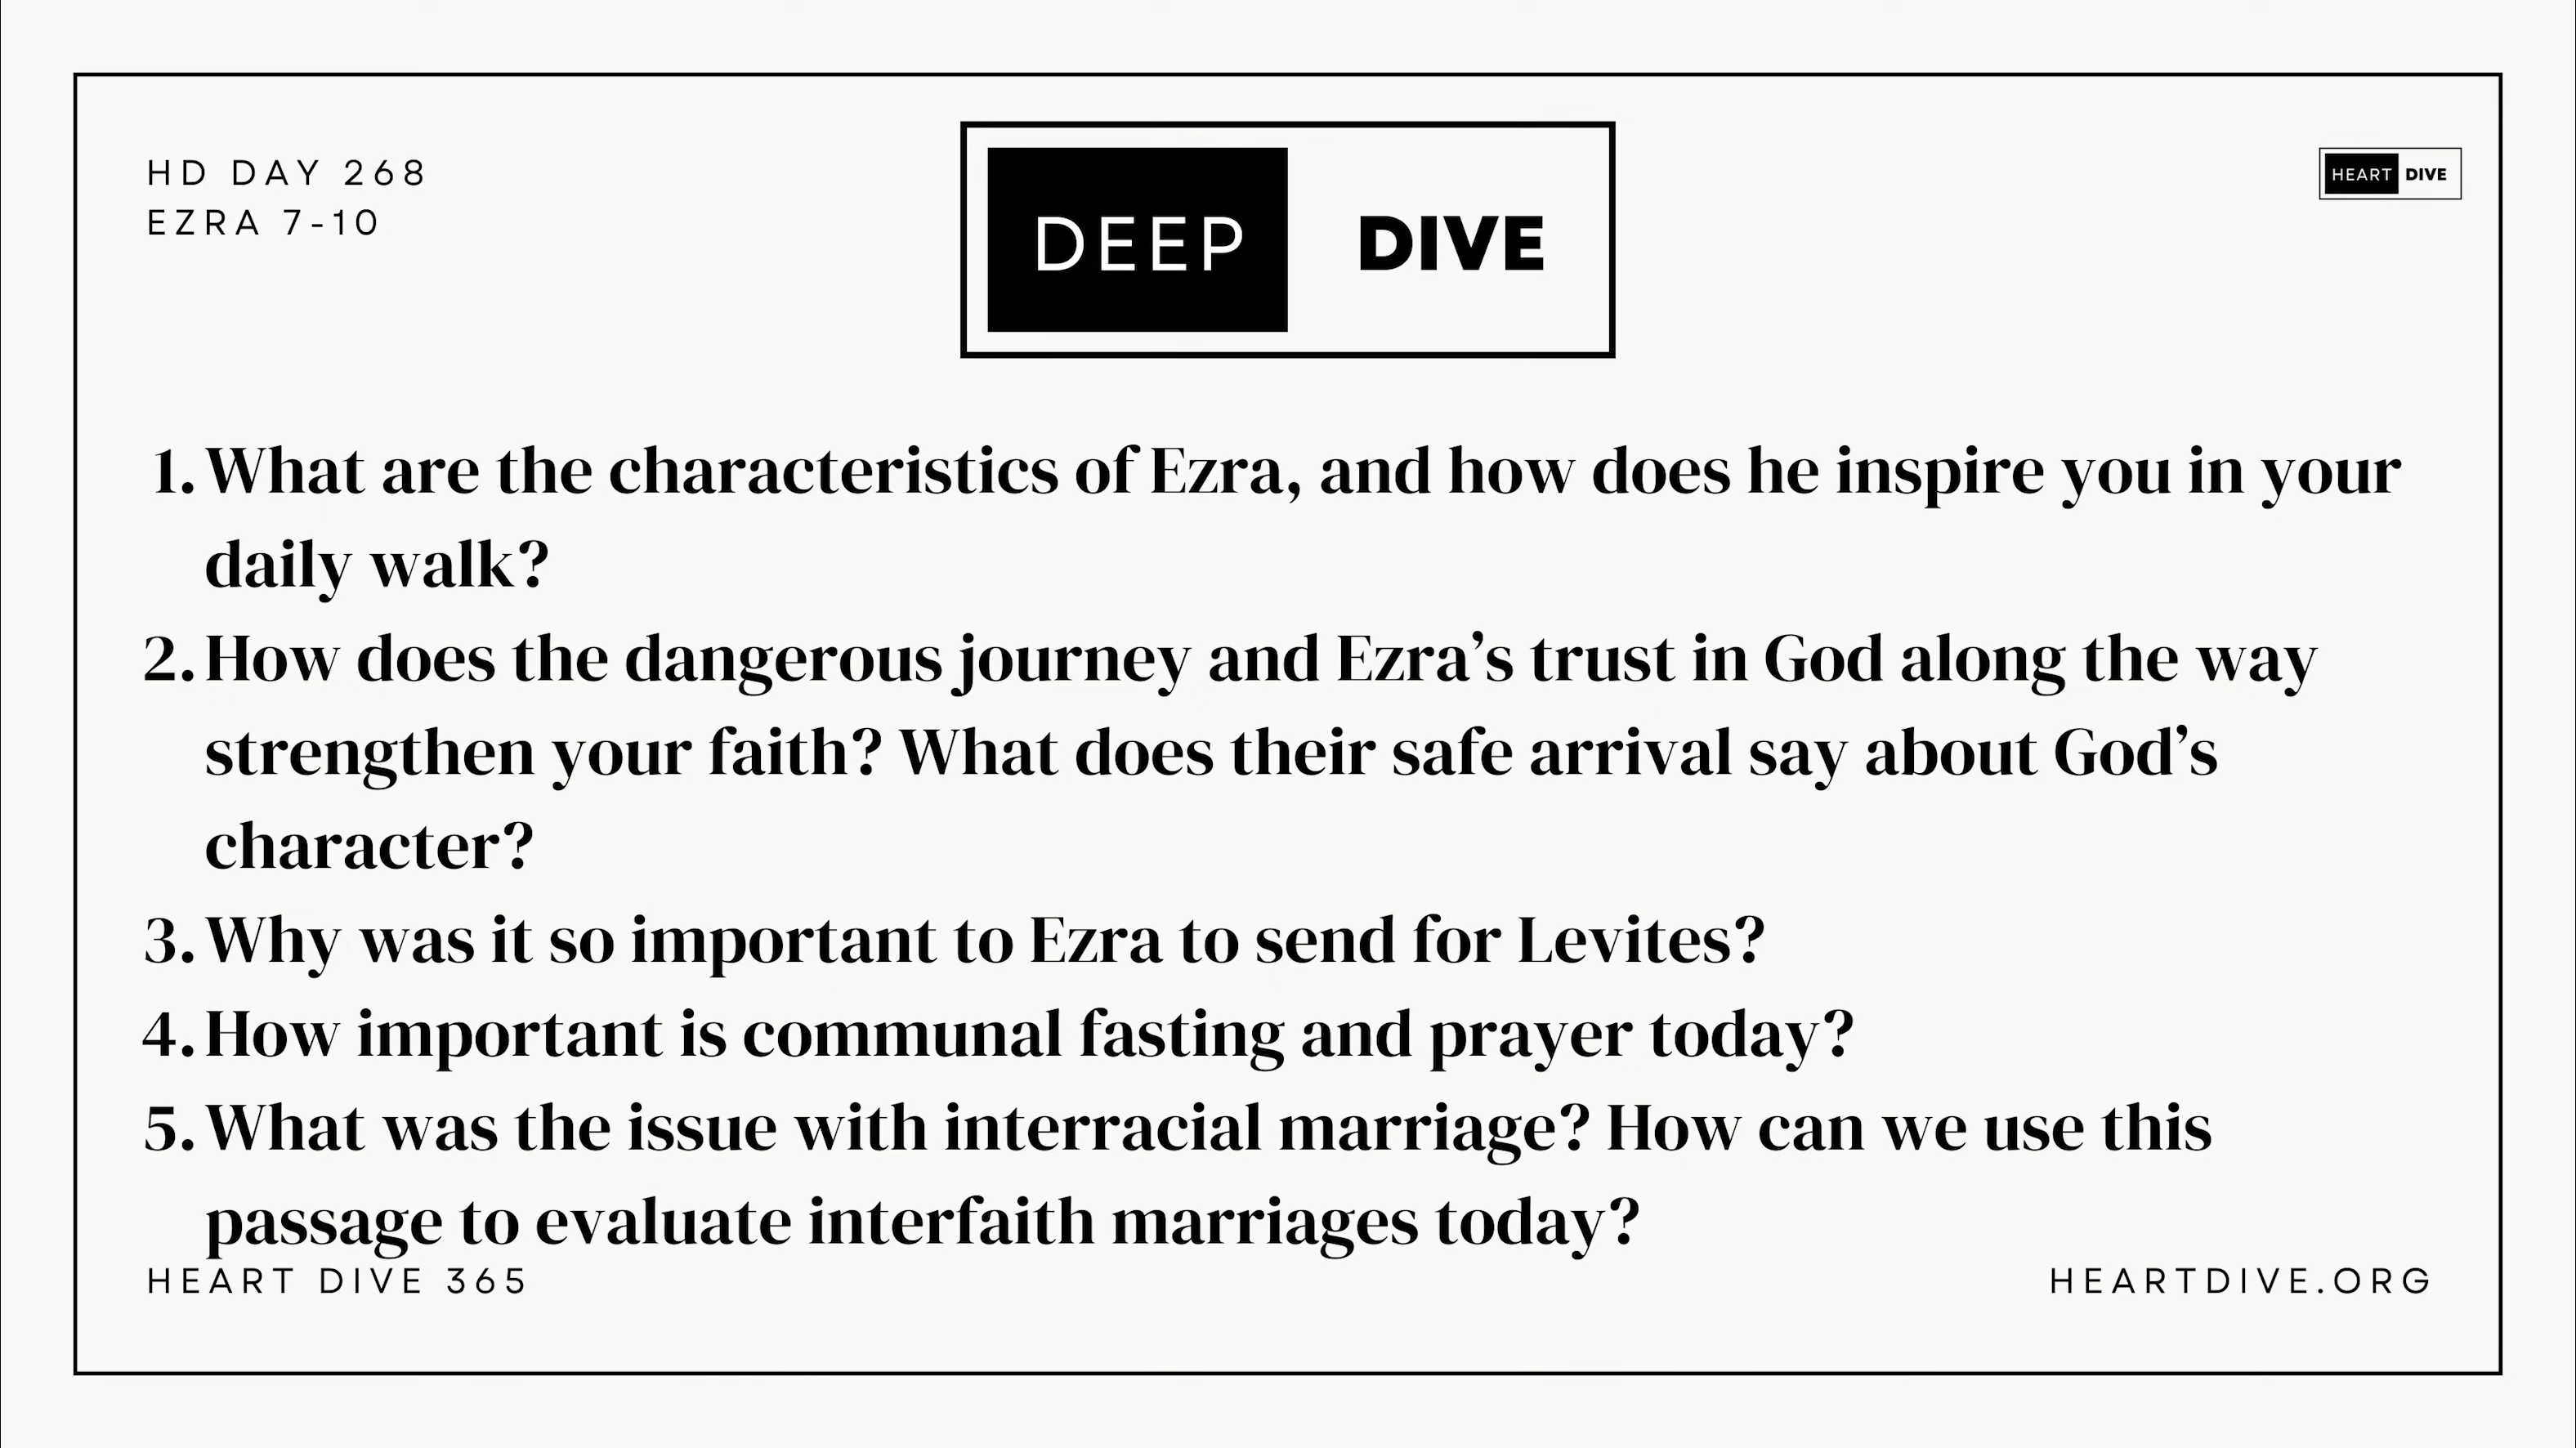 HD DAY 268
EZRA 7-10
DEEP DIVE
HEART DIVE
1. What are the characteristics of Ezra, and how does he inspire you in your
daily walk?
2. How does the dangerous journey and Ezra’s trust in God along the way
strengthen your faith? What does their safe arrival say about God’s
character?
3. Why was it so important to Ezra to send for Levites?
4. How important is communal fasting and prayer today?
5. What was the issue with interracial marriage? How can we use this
passage to evaluate interfaith marriages today?
HEART DIVE 365
HEARTDIVE.ORG